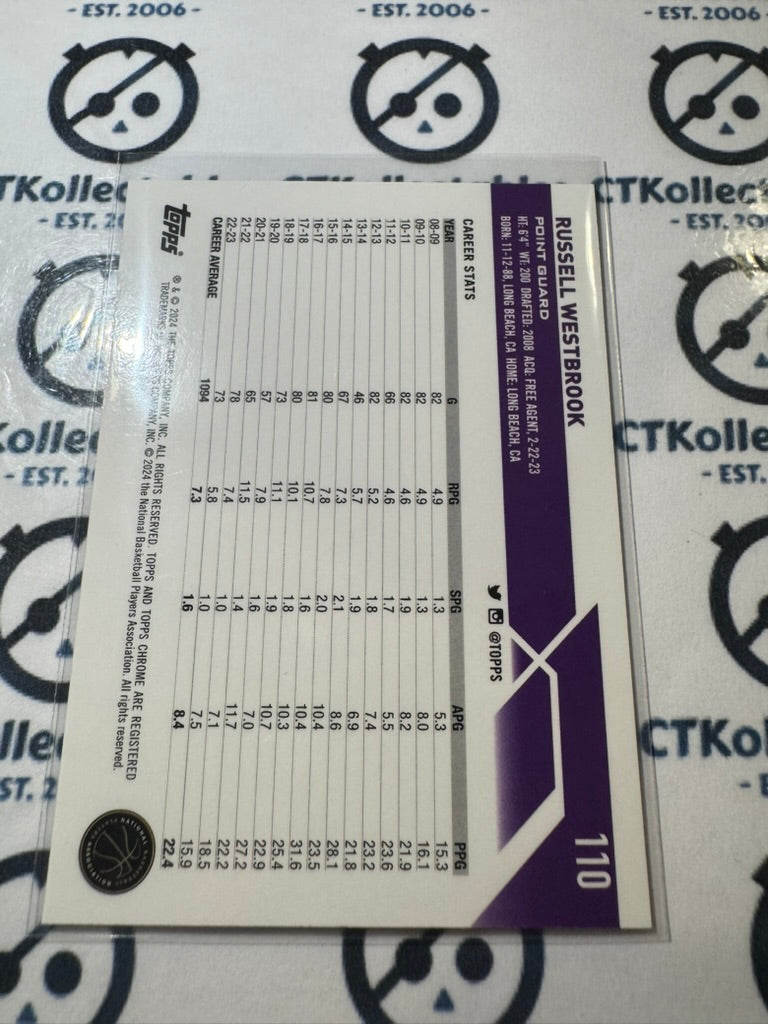 - EST. 2006 -
- EST. 2006 -
- EST. 2006 -
CTKollectables
CTKollec
- EST. 2
- EST. 20
CTKolle
- EST.
CTKol
RUSSELL WESTBROOK
110
POINT GUARD
HT: 6'4" WT: 200 DRAFTED: 2008 ACQ: FREE AGENT, 2-22-23
BORN: 11-12-88, LONG BEACH, CA HOME: LONG BEACH, CA
@TOPPS
CAREER STATS
YEAR G RPG SPG APG PPG
08-09 82 4.9 1.3 5.3 15.3
09-10 82 4.9 1.3 8.0 16.1
10-11 82 4.6 1.9 8.2 21.9
11-12 66 4.6 1.7 5.5 23.6
12-13 82 5.2 1.8 7.4 23.2
13-14 46 5.7 1.9 6.9 21.8
14-15 67 7.3 2.1 8.6 28.1
15-16 80 7.8 2.0 10.4 23.5
16-17 81 10.7 1.6 10.4 31.6
17-18 80 10.1 1.8 10.3 25.4
18-19 73 11.1 1.9 10.7 22.9
19-20 57 7.9 1.6 7.0 27.2
20-21 65 11.5 1.4 11.7 22.2
21-22 78 7.4 1.0 7.1 18.5
22-23 73 5.8 1.0 7.5 15.9
CAREER AVERAGE 1094 7.3 1.6 8.4 22.4
topps
® & © 2024 THE TOPPS COMPANY, INC. ALL RIGHTS RESERVED. TOPPS AND TOPPS CHROME ARE REGISTERED
TRADEMARKS COMPANY, INC. © 2024 the National Basketball Players Association. All rights reserved.